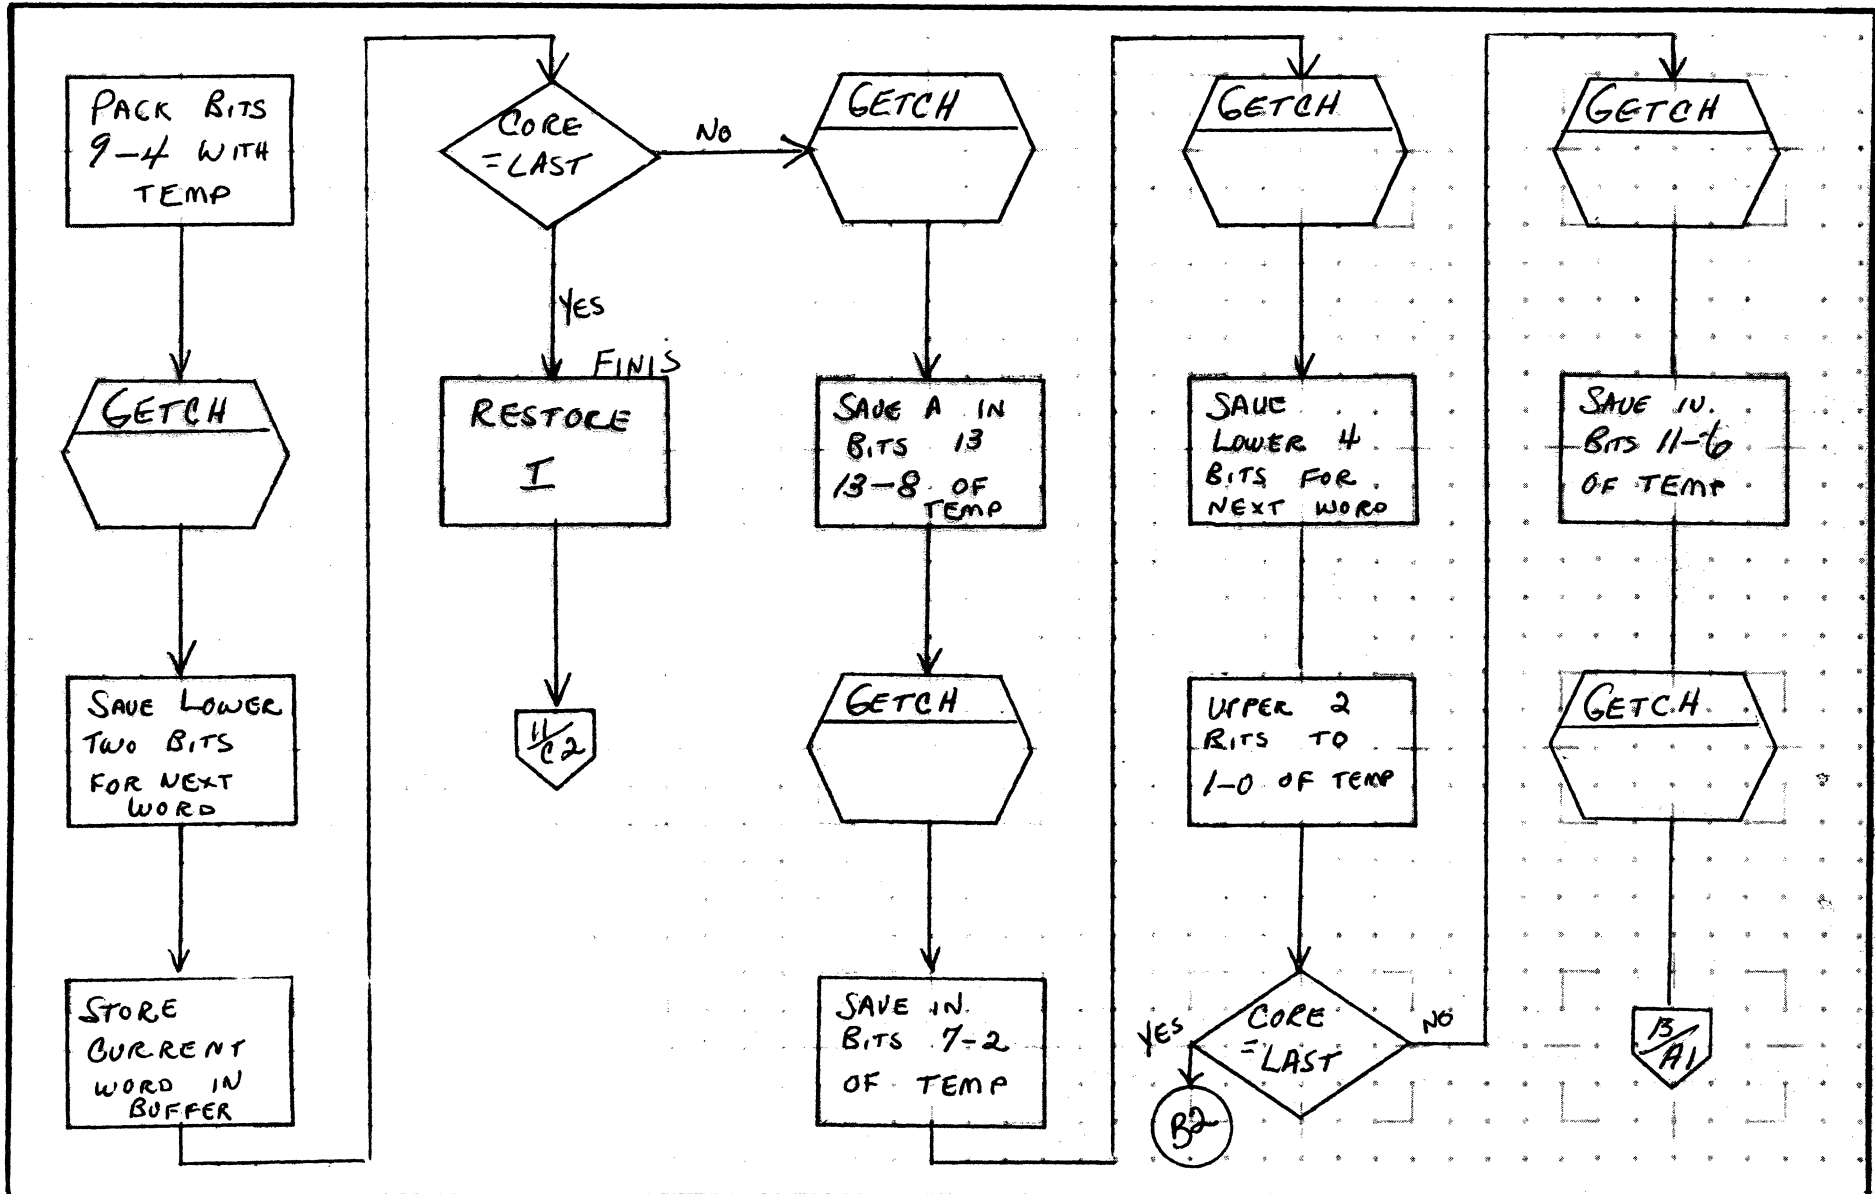 PACK BITS
9-4 WITH
TEMP
GETCH
SAVE LOWER
TWO BITS
FOR NEXT
WORD
STORE
CURRENT
WORD IN
BUFFER
CORE
=LAST
NO
YES
FINIS
RESTORE
I
11/C2
GETCH
SAVE A IN
BITS 13
13-8 OF
TEMP
GETCH
SAVE IN
BITS 7-2
OF TEMP
GETCH
SAVE
LOWER 4
BITS FOR
NEXT WORD
UPPER 2
BITS TO
1-0 OF TEMP
CORE
=LAST
YES
NO
B2
GETCH
SAVE IN
BITS 11-6
OF TEMP
GETCH
13/A1